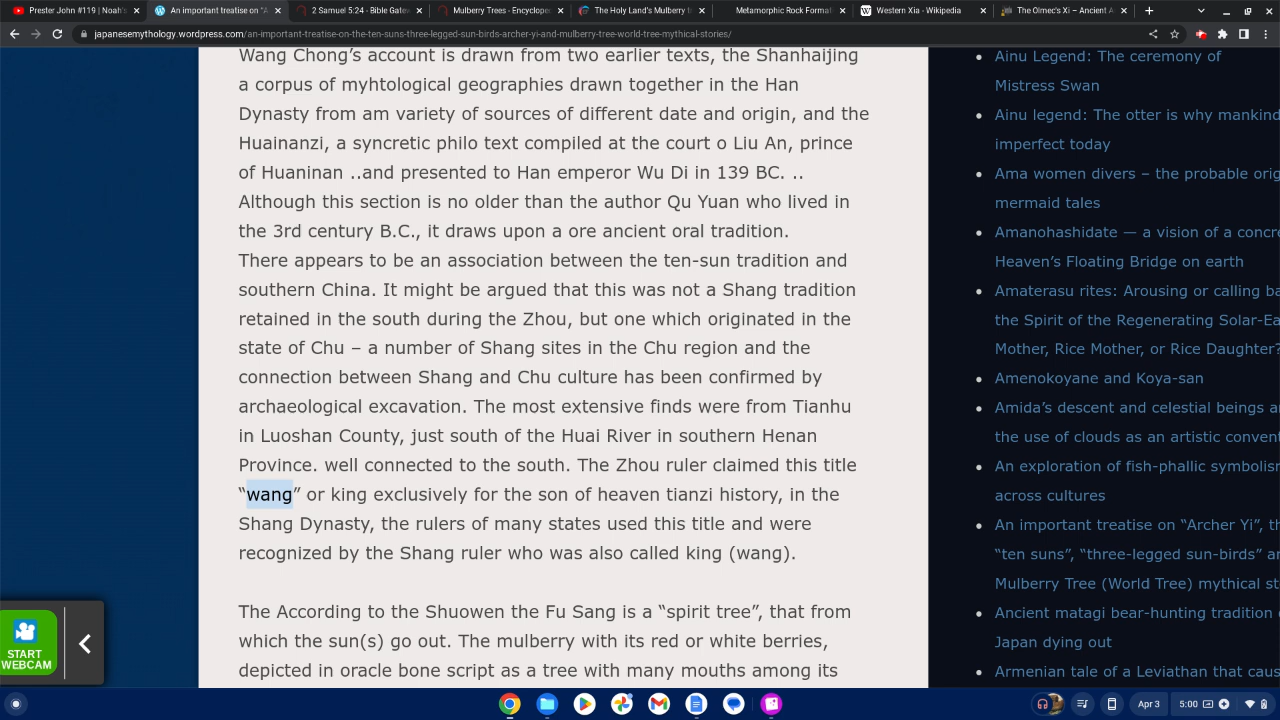 Prester John #119 | Noah's
An important treatise on "A
2 Samuel 5:24 - Bible Gatew
Mulberry Trees - Encyclope
The Holy Land's Mulberry t
Metamorphic Rock Format
Western Xia - Wikipedia
The Olmec's Xi – Ancient A
japanesemythology.wordpress.com/an-important-treatise-on-the-ten-suns-three-legged-sun-birds-archer-yi-and-mulberry-tree-world-tree-mythical-stories/
Wang Chong's account is drawn from two earlier texts, the Shanhaijing
a corpus of myhtological geographies drawn together in the Han
Dynasty from am variety of sources of different date and origin, and the
Huainanzi, a syncretic philo text compiled at the court o Liu An, prince
of Huaninan ..and presented to Han emperor Wu Di in 139 BC. ..
Although this section is no older than the author Qu Yuan who lived in
the 3rd century B.C., it draws upon a ore ancient oral tradition.
There appears to be an association between the ten-sun tradition and
southern China. It might be argued that this was not a Shang tradition
retained in the south during the Zhou, but one which originated in the
state of Chu – a number of Shang sites in the Chu region and the
connection between Shang and Chu culture has been confirmed by
archaeological excavation. The most extensive finds were from Tianhu
in Luoshan County, just south of the Huai River in southern Henan
Province. well connected to the south. The Zhou ruler claimed this title
“wang” or king exclusively for the son of heaven tianzi history, in the
Shang Dynasty, the rulers of many states used this title and were
recognized by the Shang ruler who was also called king (wang).
The According to the Shuowen the Fu Sang is a “spirit tree”, that from
which the sun(s) go out. The mulberry with its red or white berries,
depicted in oracle bone script as a tree with many mouths among its
Ainu Legend: The ceremony of
Mistress Swan
Ainu legend: The otter is why mankind
imperfect today
Ama women divers – the probable orig
mermaid tales
Amanohashidate — a vision of a concre
Heaven's Floating Bridge on earth
Amaterasu rites: Arousing or calling ba
the Spirit of the Regenerating Solar-Ea
Mother, Rice Mother, or Rice Daughter?
Amenokoyane and Koya-san
Amida's descent and celestial beings a
the use of clouds as an artistic convent
An exploration of fish-phallic symbolism
across cultures
An important treatise on “Archer Yi”, th
“ten suns”, “three-legged sun-birds” an
Mulberry Tree (World Tree) mythical st
Ancient matagi bear-hunting tradition o
Japan dying out
Armenian tale of a Leviathan that caus
START
WEBCAM
Apr 3
5:00